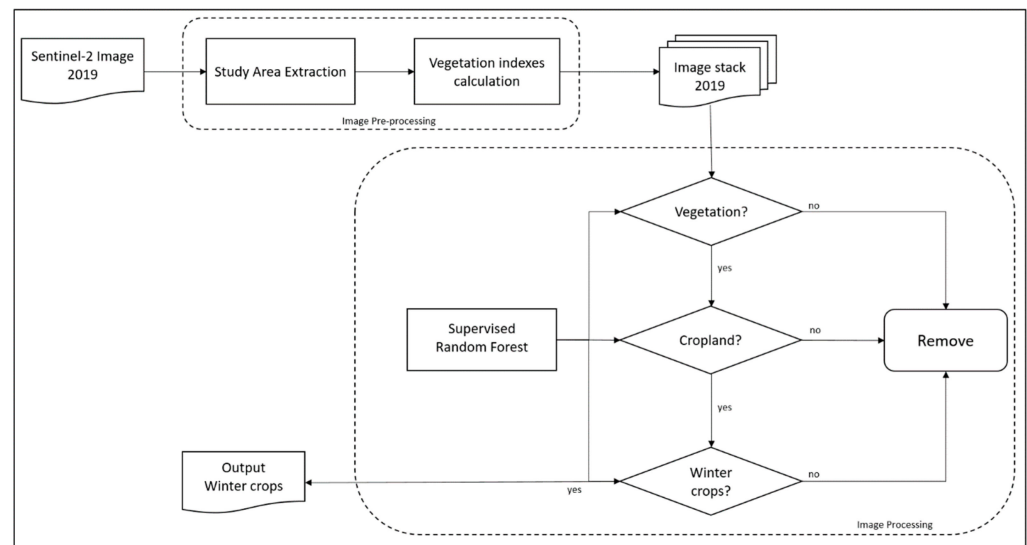 Sentinel-2 Image
2019
Study Area Extraction
Vegetation indexes
calculation
Image stack
2019
Image Pre-processing
Vegetation?
no
yes
Supervised
Random Forest
Cropland?
no
Remove
yes
Output
Winter crops
yes
Winter
crops?
no
Image Processing